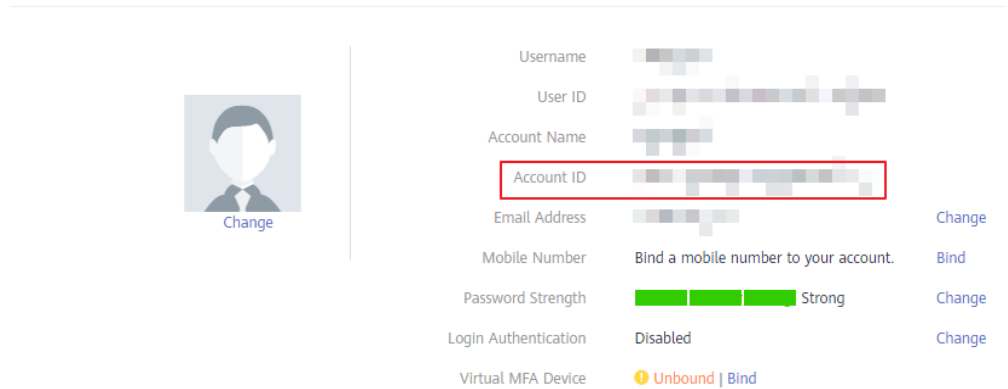 Username
User ID
Account Name
Account ID
Change
Email Address Change
Mobile Number Bind a mobile number to your account. Bind
Password Strength Strong Change
Login Authentication Disabled Change
Virtual MFA Device Unbound | Bind